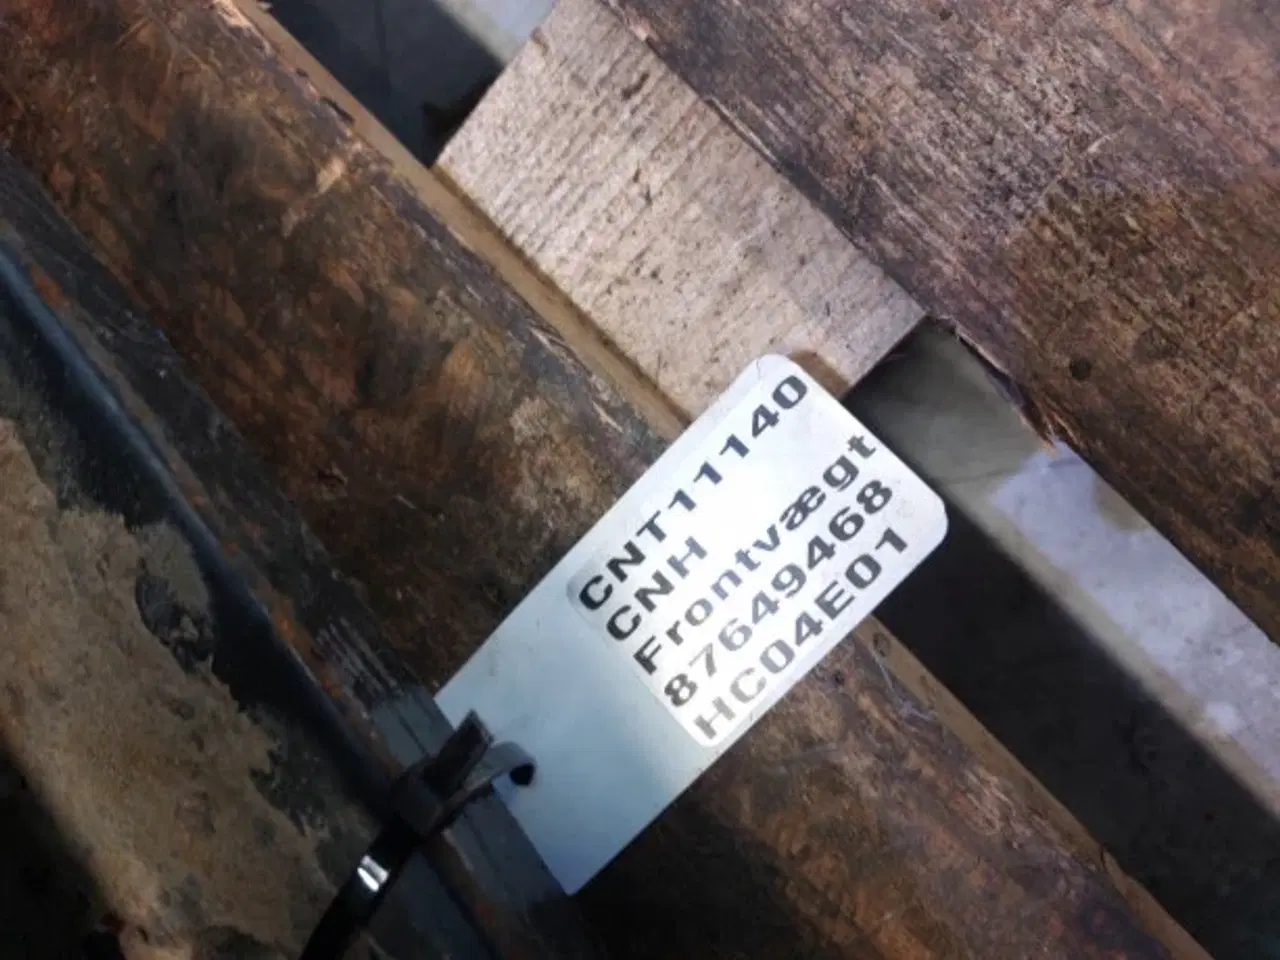 CNT11140
CNH
Frontvægt
87649468
HC04E01